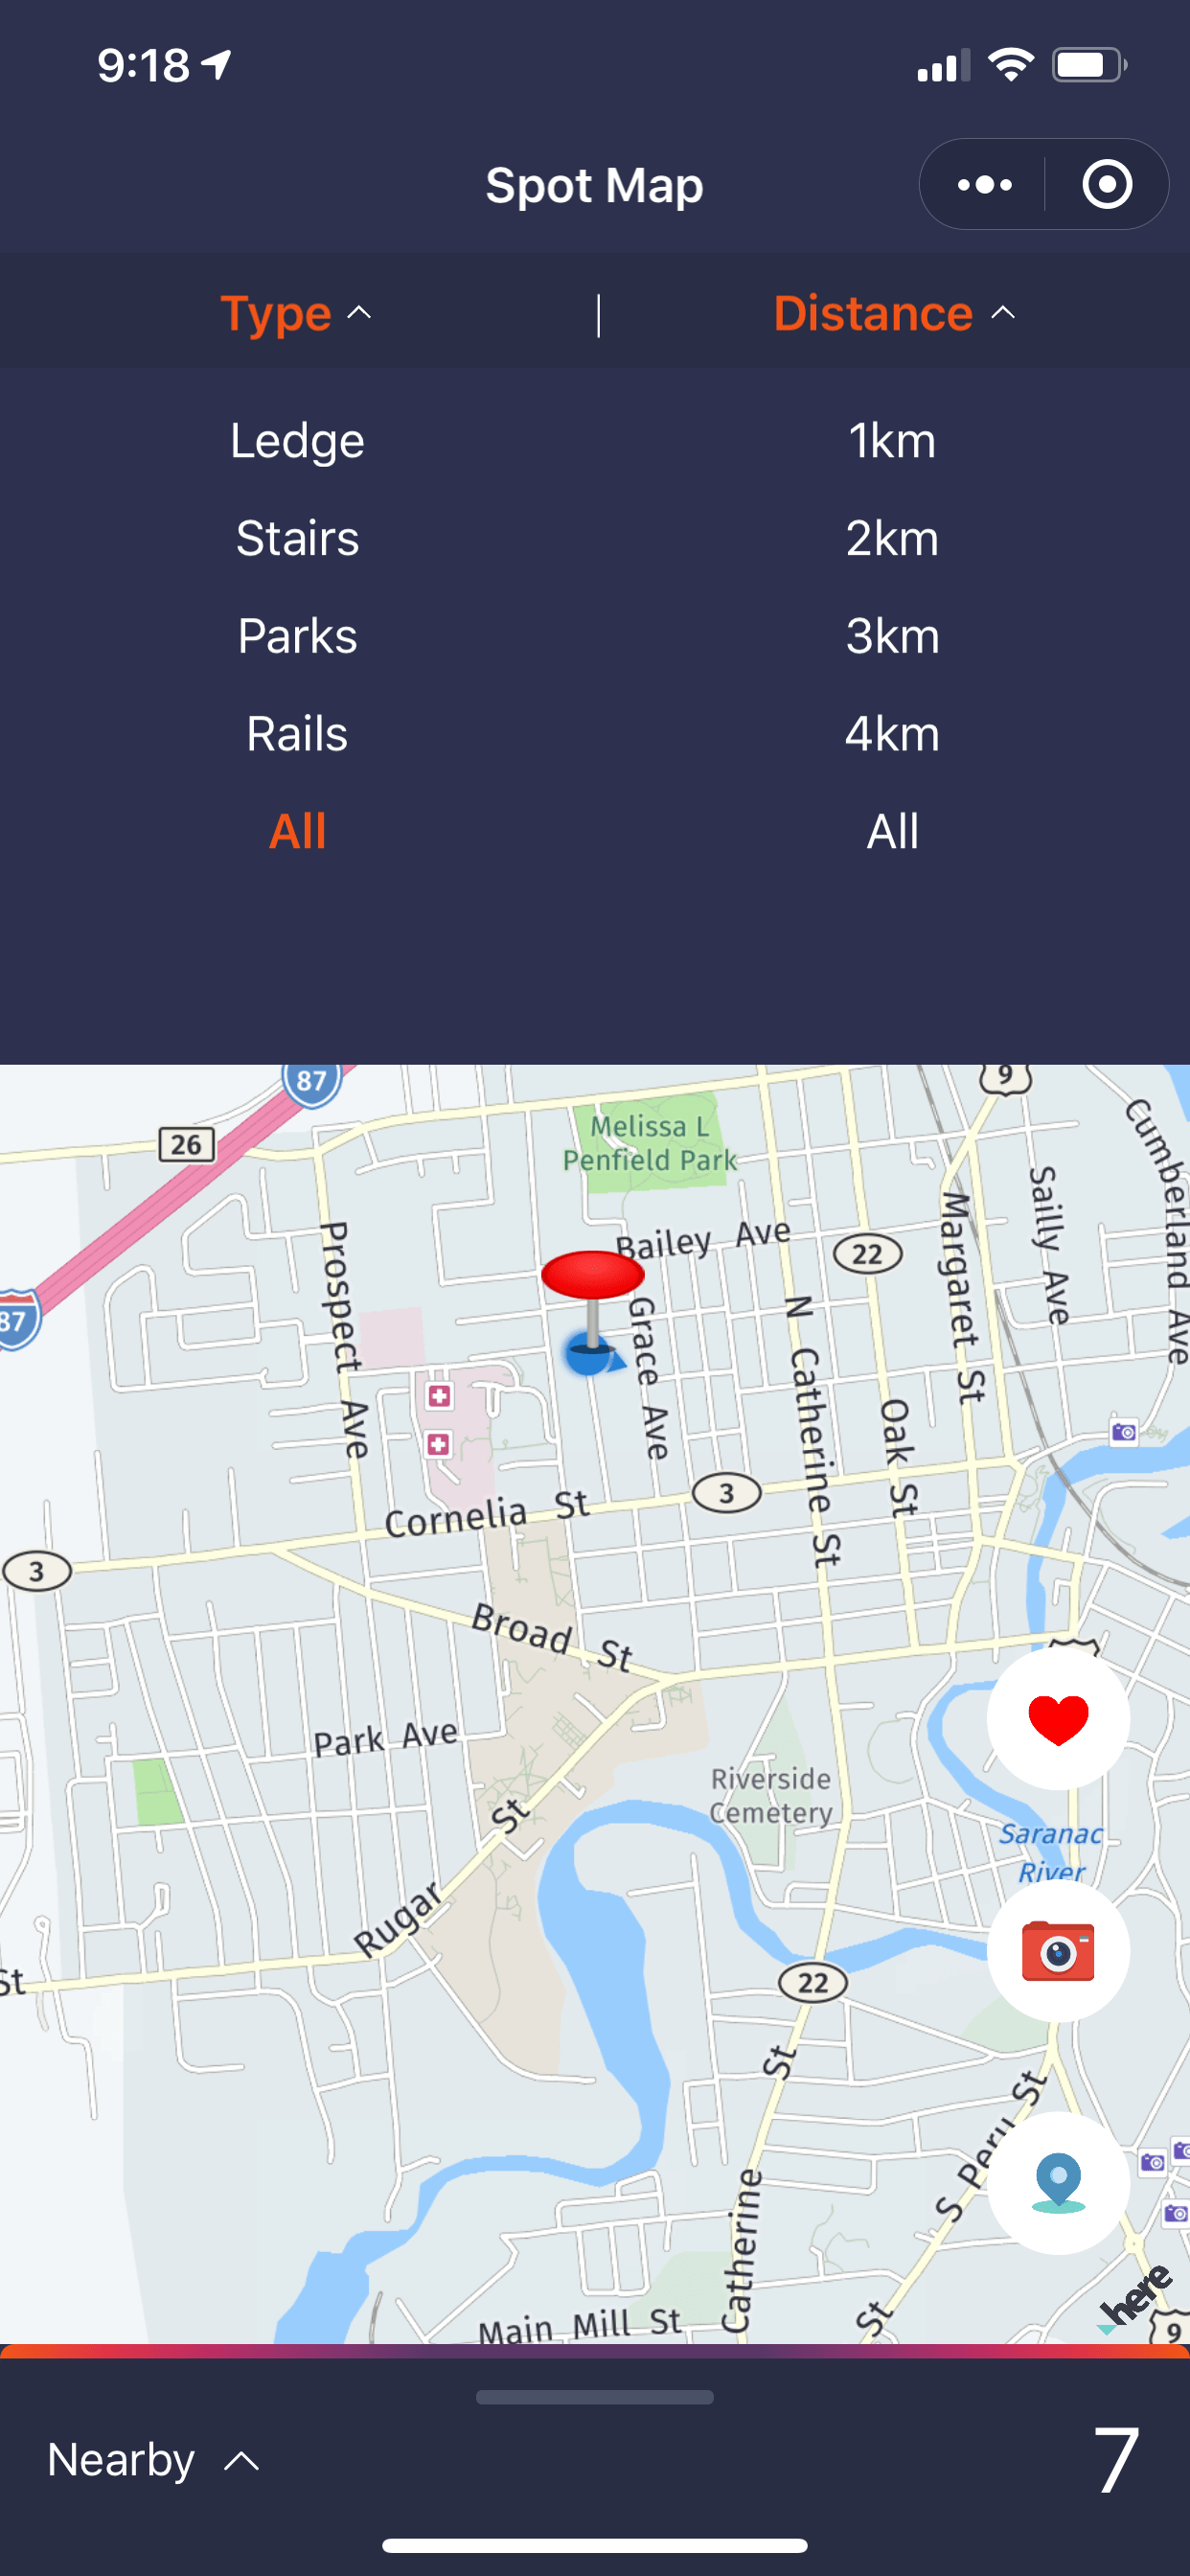 9:18
Spot Map
Type | Distance
Ledge 1km
Stairs 2km
Parks 3km
Rails 4km
All All
87
9
26
Melissa L
Penfield Park
Cumberland Ave
Sailly Ave
Margaret St
Prospect Ave
Bailey Ave
22
87
N Catherine St
Grace Ave
Oak St
3
Cornelia St
3
Broad St
Park Ave
Riverside
Cemetery
St
Saranac
River
Rugar
St
22
St
S Peru St
Catherine
here
St
Main Mill St
9
Nearby
7